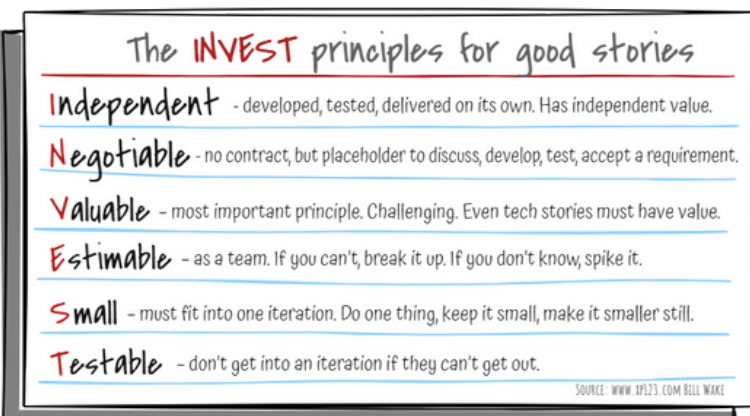 The INVEST principles for good stories
Independent - developed, tested, delivered on its own. Has independent value.
Negotiable - no contract, but placeholder to discuss, develop, test, accept a requirement.
Valuable - most important principle. Challenging. Even tech stories must have value.
Estimable - as a team. If you can't, break it up. If you don't know, spike it.
Small - must fit into one iteration. Do one thing, keep it small, make it smaller still.
Testable - don't get into an iteration if they can't get out.
SOURCE: WWW.XP123.COM BILL WAKE